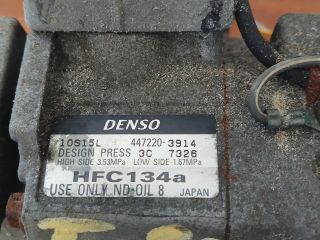 DENSO
10S15L 447220-3914
DESIGN PRESS 3C 7326
HIGH SIDE 3.53MPa LOW SIDE 1.67MPa
HFC134a
USE ONLY ND-OIL 8 JAPAN